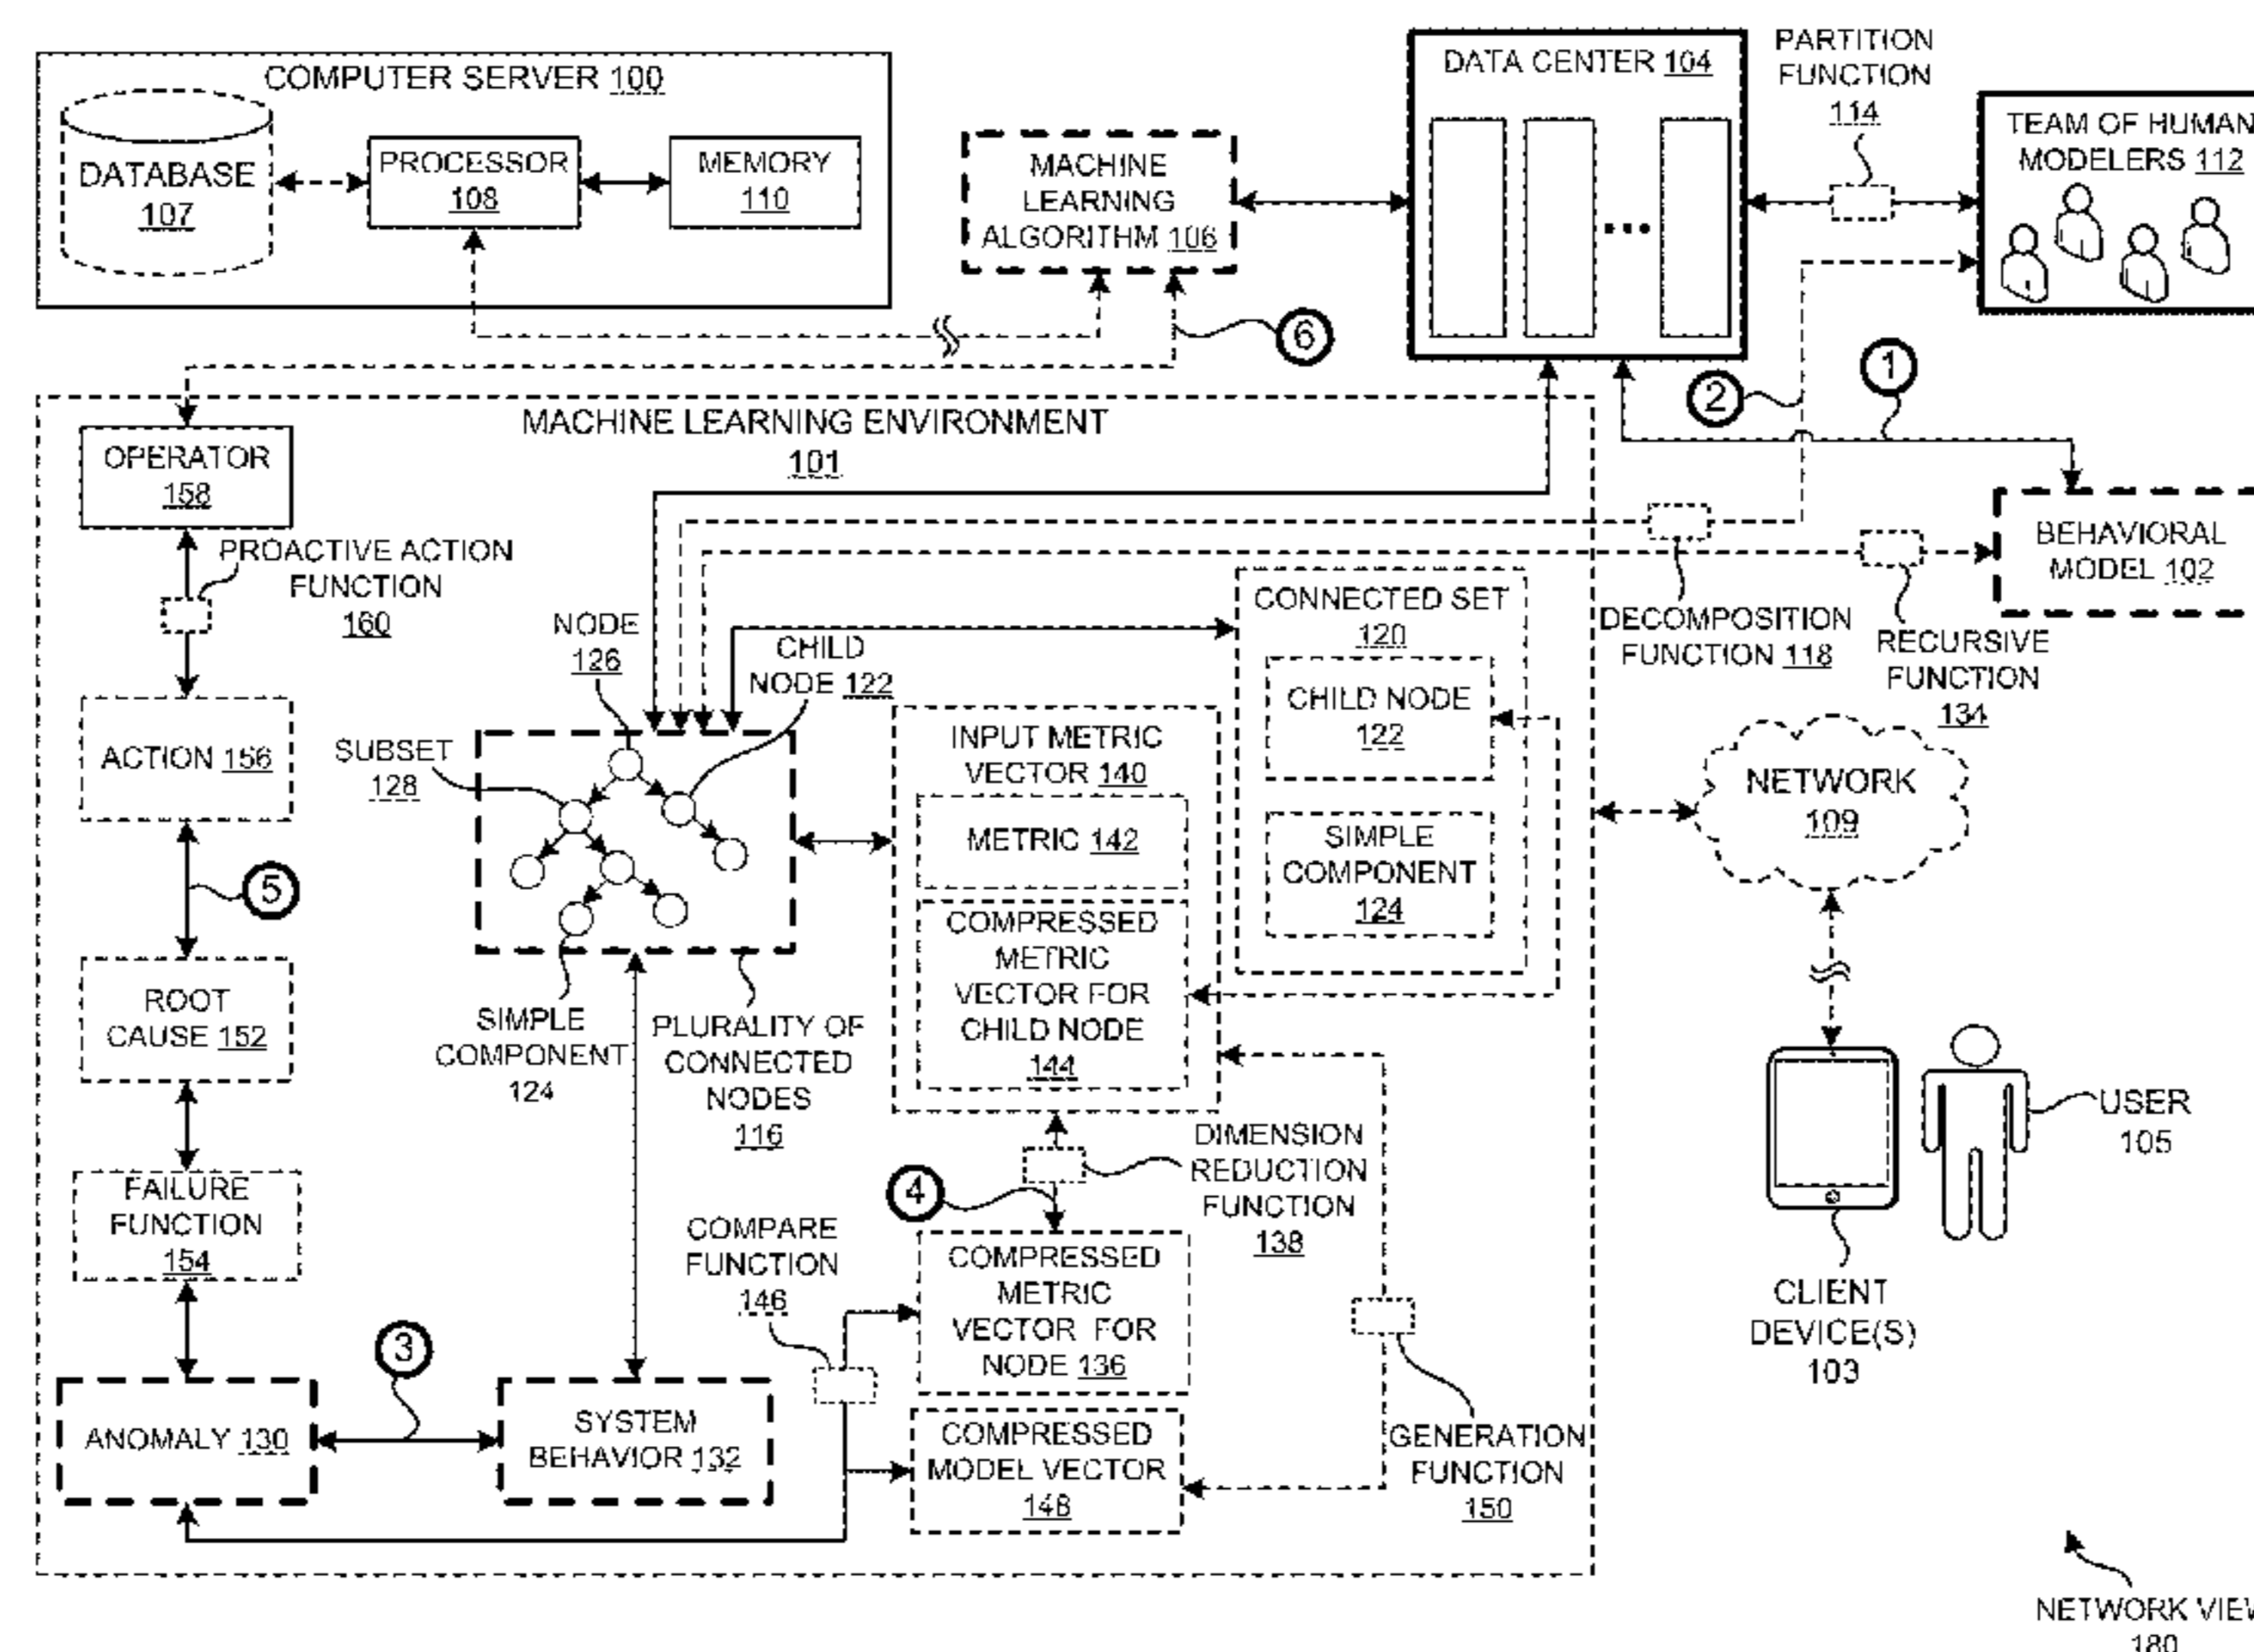 COMPUTER SERVER 100
DATABASE
107
PROCESSOR
108
MEMORY
110
MACHINE
LEARNING
ALGORITHM 106
DATA CENTER 104
PARTITION
FUNCTION
114
TEAM OF HUMAN
MODELERS 112
6
2
1
MACHINE LEARNING ENVIRONMENT
101
OPERATOR
158
PROACTIVE ACTION
FUNCTION
160
ACTION 156
5
ROOT
CAUSE 152
FAILURE
FUNCTION
154
ANOMALY 130
3
SYSTEM
BEHAVIOR 132
NODE
126
CHILD
NODE 122
SUBSET
128
SIMPLE
COMPONENT
124
PLURALITY OF
CONNECTED
NODES
116
INPUT METRIC
VECTOR 140
METRIC 142
COMPRESSED
METRIC
VECTOR FOR
CHILD NODE
144
CONNECTED SET
120
CHILD NODE
122
SIMPLE
COMPONENT
124
DECOMPOSITION
FUNCTION 118
RECURSIVE
FUNCTION
134
BEHAVIORAL
MODEL 102
NETWORK
109
USER
105
CLIENT
DEVICE(S)
103
4
DIMENSION
REDUCTION
FUNCTION
138
COMPARE
FUNCTION
146
COMPRESSED
METRIC
VECTOR FOR
NODE 136
COMPRESSED
MODEL VECTOR
148
GENERATION
FUNCTION
150
NETWORK VIEW
180